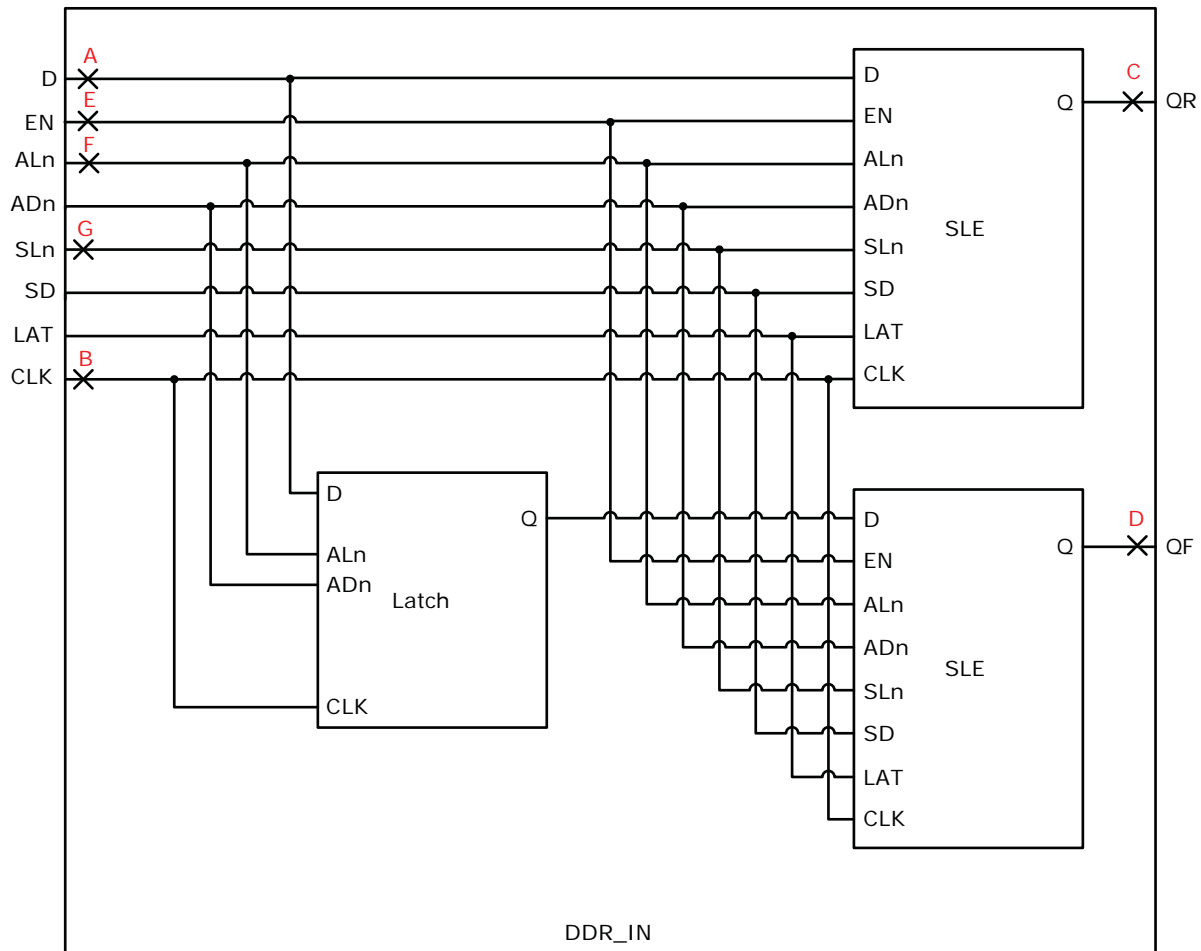 A
D
E
EN
F
ALn
ADn
G
SLn
SD
LAT
B
CLK
D
EN
ALn
ADn
SLn
SD
LAT
CLK
SLE
Q
C
QR
D
ALn
ADn
CLK
Latch
Q
D
EN
ALn
ADn
SLn
SD
LAT
CLK
SLE
Q
D
QF
DDR_IN